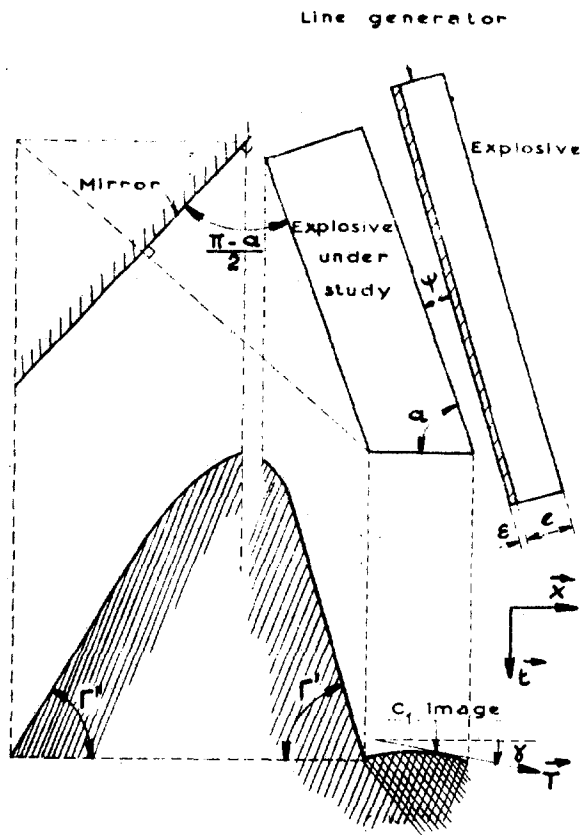 Line generator
Explosive
Mirror
π - a
2
Explosive
under
study
ψ
a
ε
e
x
t
Γ"
Γ'
C₁ Image
γ
T